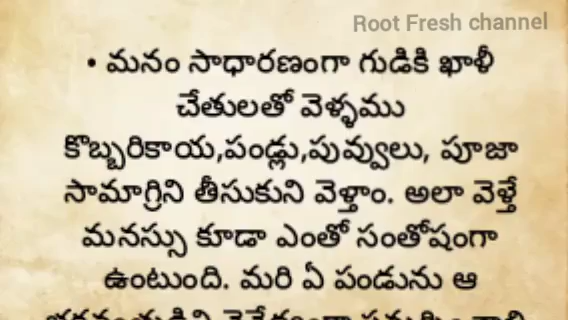 Root Fresh channel
• మనం సాధారణంగా గుడికి ఖాళీ
చేతులతో వెళ్ళము
కొబ్బరికాయ,పండ్లు,పువ్వులు, పూజా
సామాగ్రిని తీసుకుని వెళ్తాం. అలా వెళ్తే
మనస్సు కూడా ఎంతో సంతోషంగా
ఉంటుంది. మరి ఏ పండును ఆ